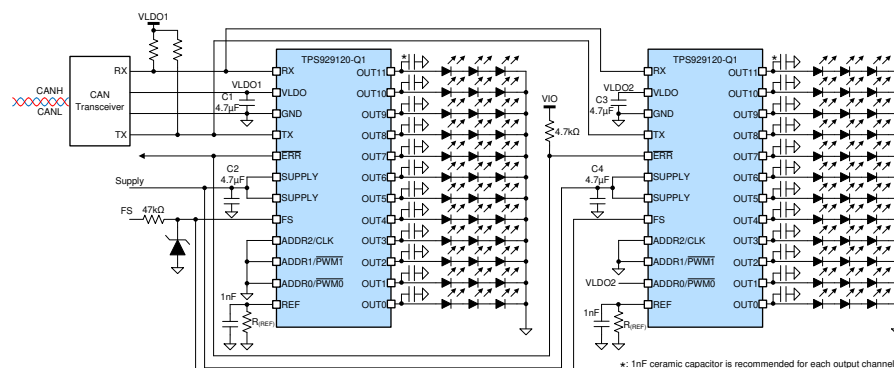 VLDO1
CANH
CANL
CAN
Transceiver
RX
TX
VLDO1
C1
4.7µF
C2
4.7µF
Supply
FS
47kΩ
1nF
R(REF)
TPS929120-Q1
RX
VLDO
GND
TX
ERR
SUPPLY
SUPPLY
FS
ADDR2/CLK
ADDR1/PWM1
ADDR0/PWM0
REF
OUT11
OUT10
OUT9
OUT8
OUT7
OUT6
OUT5
OUT4
OUT3
OUT2
OUT1
OUT0
*
VIO
4.7kΩ
VLDO2
C3
4.7µF
C4
4.7µF
VLDO2
1nF
R(REF)
TPS929120-Q1
RX
VLDO
GND
TX
ERR
SUPPLY
SUPPLY
FS
ADDR2/CLK
ADDR1/PWM1
ADDR0/PWM0
REF
OUT11
OUT10
OUT9
OUT8
OUT7
OUT6
OUT5
OUT4
OUT3
OUT2
OUT1
OUT0
*
*: 1nF ceramic capacitor is recommended for each output channel